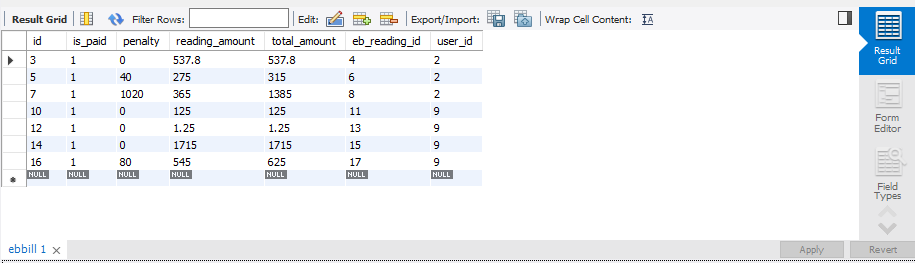 Result Grid Filter Rows: Edit: Export/Import: Wrap Cell Content: IA
id is_paid penalty reading_amount total_amount eb_reading_id user_id
3 1 0 537.8 537.8 4 2
5 1 40 275 315 6 2
7 1 1020 365 1385 8 2
10 1 0 125 125 11 9
12 1 0 1.25 1.25 13 9
14 1 0 1715 1715 15 9
16 1 80 545 625 17 9
NULL NULL NULL NULL NULL NULL NULL
Result
Grid
Form
Editor
Field
Types
ebbill 1
Apply Revert